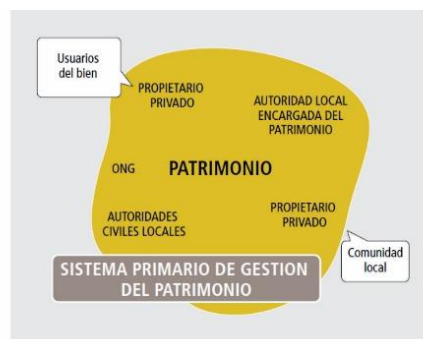 Usuarios
del bien
PROPIETARIO
PRIVADO
AUTORIDAD LOCAL
ENCARGADA DEL
PATRIMONIO
ONG
PATRIMONIO
AUTORIDADES
CIVILES LOCALES
PROPIETARIO
PRIVADO
Comunidad
local
SISTEMA PRIMARIO DE GESTION
DEL PATRIMONIO